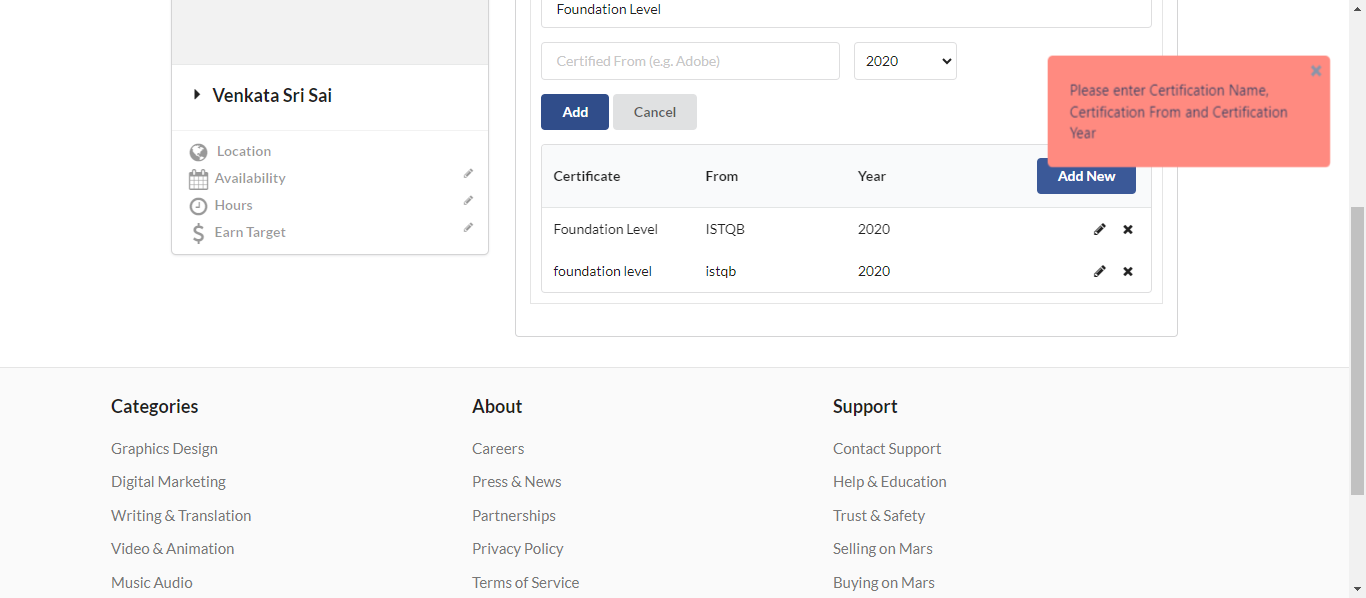 Foundation Level
Certified From (e.g. Adobe)
2020
Please enter Certification Name,
Certification From and Certification
Year
Venkata Sri Sai
Add
Cancel
Location
Availability
Hours
Earn Target
Certificate
From
Year
Add New
Foundation Level
ISTQB
2020
foundation level
istqb
2020
Categories
Graphics Design
Digital Marketing
Writing & Translation
Video & Animation
Music Audio
About
Careers
Press & News
Partnerships
Privacy Policy
Terms of Service
Support
Contact Support
Help & Education
Trust & Safety
Selling on Mars
Buying on Mars